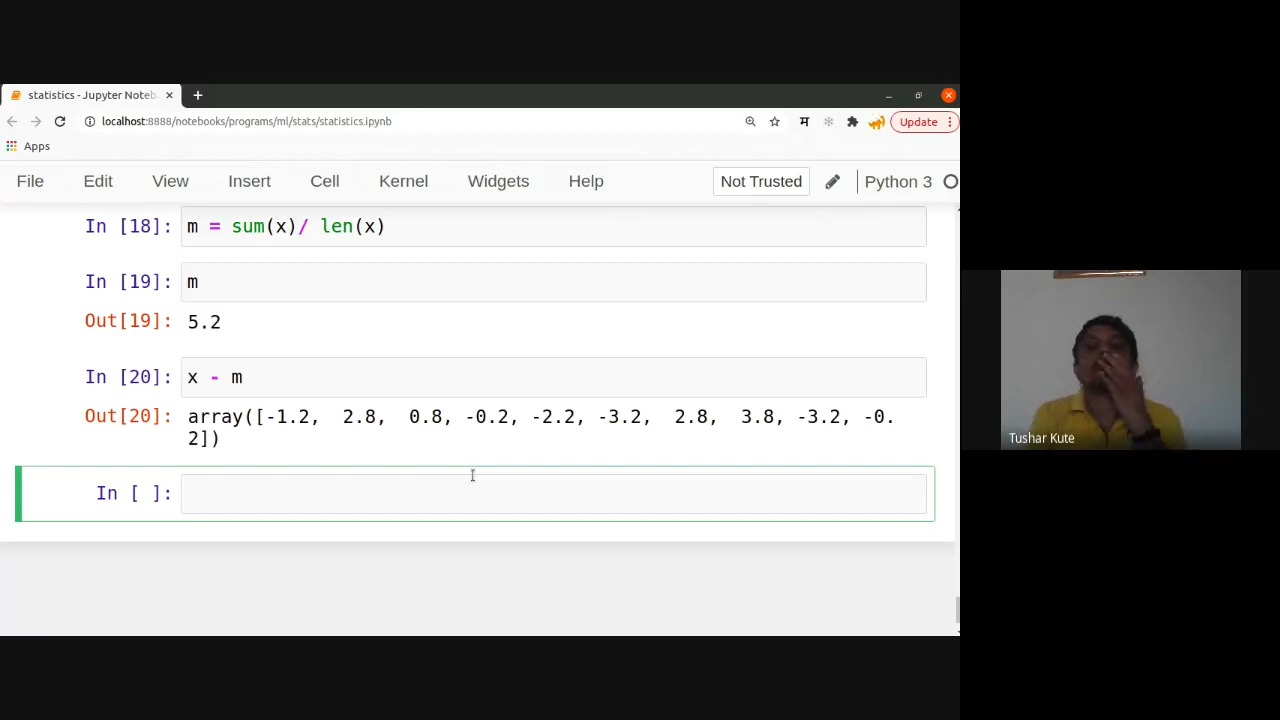 statistics - Jupyter Noteb
localhost:8888/notebooks/programs/ml/stats/statistics.ipynb
म
Update
Apps
File Edit View Insert Cell Kernel Widgets Help Not Trusted Python 3
In [18]: m = sum(x)/ len(x)
In [19]: m
Out[19]: 5.2
In [20]: x - m
Out[20]: array([-1.2, 2.8, 0.8, -0.2, -2.2, -3.2, 2.8, 3.8, -3.2, -0.
2])
In [ ]:
Tushar Kute